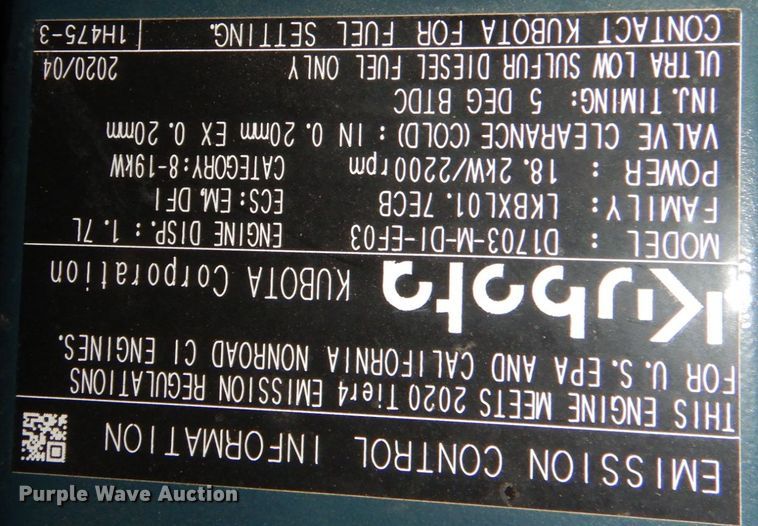 EMISSION CONTROL INFORMATION
THIS ENGINE MEETS 2020 Tier4 EMISSION REGULATIONS
FOR U.S.EPA AND CALIFORNIA NONROAD CI ENGINES.
Kubota KUBOTA Corporation
MODEL : D1703-M-DI-EF03 ENGINE DISP.: 1.7L
FAMILY: LKBXL01.7ECB ECS: EM, DFI
POWER : 18.2kW/2200rpm CATEGORY:8-19kW
VALVE CLEARANCE (COLD) : IN 0.20mm EX 0.20mm
INJ.TIMING: 5 DEG BTDC
ULTRA LOW SULFUR DIESEL FUEL ONLY 2020/04
CONTACT KUBOTA FOR FUEL SETTING. 1H475-3
Purple Wave Auction